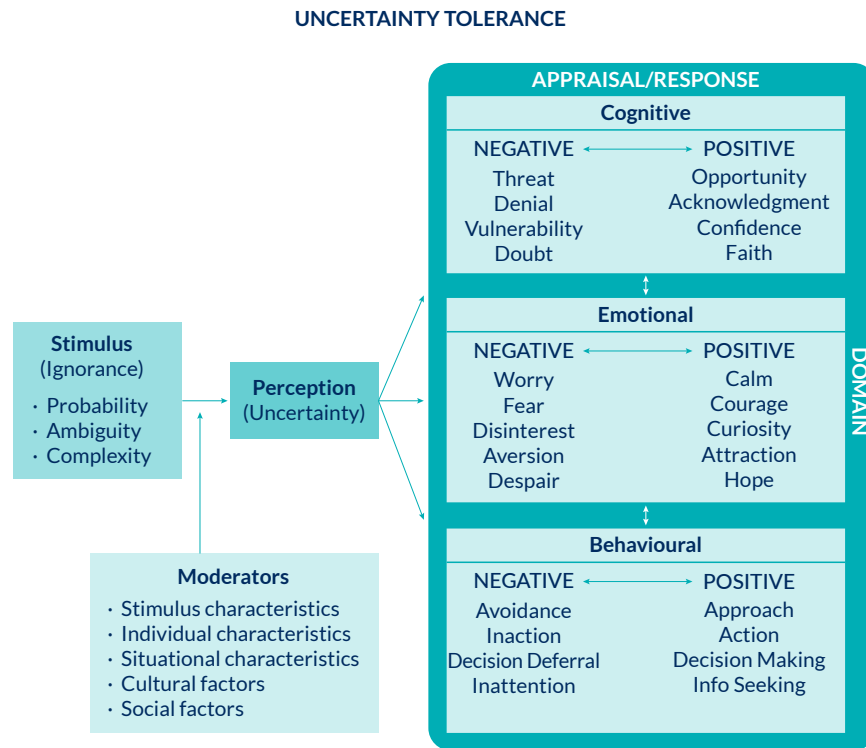 UNCERTAINTY TOLERANCE
APPRAISAL/RESPONSE
Cognitive
NEGATIVE
Threat
Denial
Vulnerability
Doubt
POSITIVE
Opportunity
Acknowledgment
Confidence
Faith
Emotional
NEGATIVE
Worry
Fear
Disinterest
Aversion
Despair
POSITIVE
Calm
Courage
Curiosity
Attraction
Hope
Behavioural
NEGATIVE
Avoidance
Inaction
Decision Deferral
Inattention
POSITIVE
Approach
Action
Decision Making
Info Seeking
DOMAIN
Stimulus
(Ignorance)
· Probability
· Ambiguity
· Complexity
Perception
(Uncertainty)
Moderators
· Stimulus characteristics
· Individual characteristics
· Situational characteristics
· Cultural factors
· Social factors